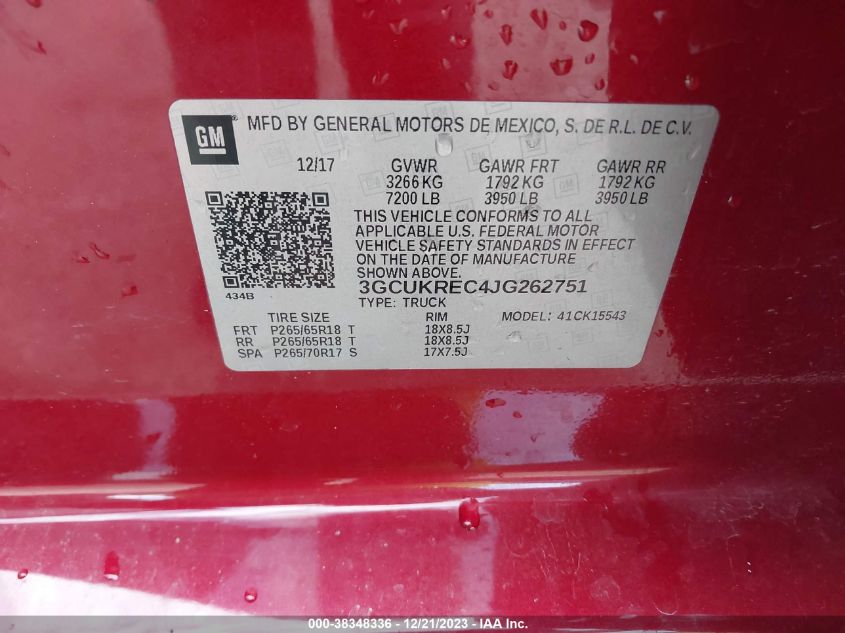 GM ® MFD BY GENERAL MOTORS DE MEXICO, S. DE R.L. DE C.V.
12/17 GVWR GAWR FRT GAWR RR
3266 KG 1792 KG 1792 KG
7200 LB 3950 LB 3950 LB
THIS VEHICLE CONFORMS TO ALL
APPLICABLE U.S. FEDERAL MOTOR
VEHICLE SAFETY STANDARDS IN EFFECT
ON THE DATE OF MANUFACTURE
SHOWN ABOVE.
434B 3GCUKREC4JG262751
TYPE: TRUCK
TIRE SIZE RIM MODEL: 41CK15543
FRT P265/65R18 T 18X8.5J
RR P265/65R18 T 18X8.5J
SPA P265/70R17 S 17X7.5J
000-38348336 - 12/21/2023 - IAA Inc.